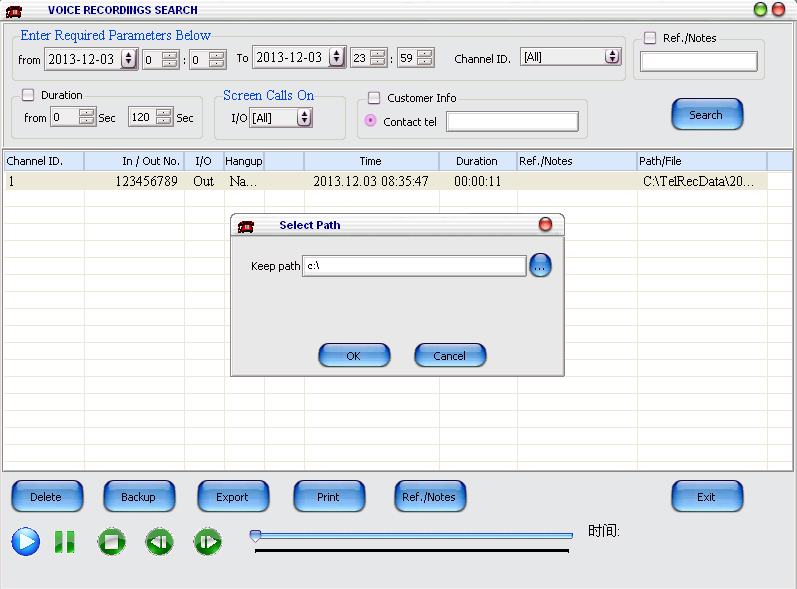 VOICE RECORDINGS SEARCH
Enter Required Parameters Below
from 2013-12-03 0 : 0 To 2013-12-03 23 : 59 Channel ID. [All]
Ref./Notes
Duration
from 0 Sec 120 Sec
Screen Calls On
I/O [All]
Customer Info
Contact tel
Search
Channel ID. In / Out No. I/O Hangup Time Duration Ref./Notes Path/File
1 123456789 Out Na... 2013.12.03 08:35:47 00:00:11 C:\TelRecData\20...
Select Path
Keep path c:\ ...
OK Cancel
Delete Backup Export Print Ref./Notes Exit
时间: